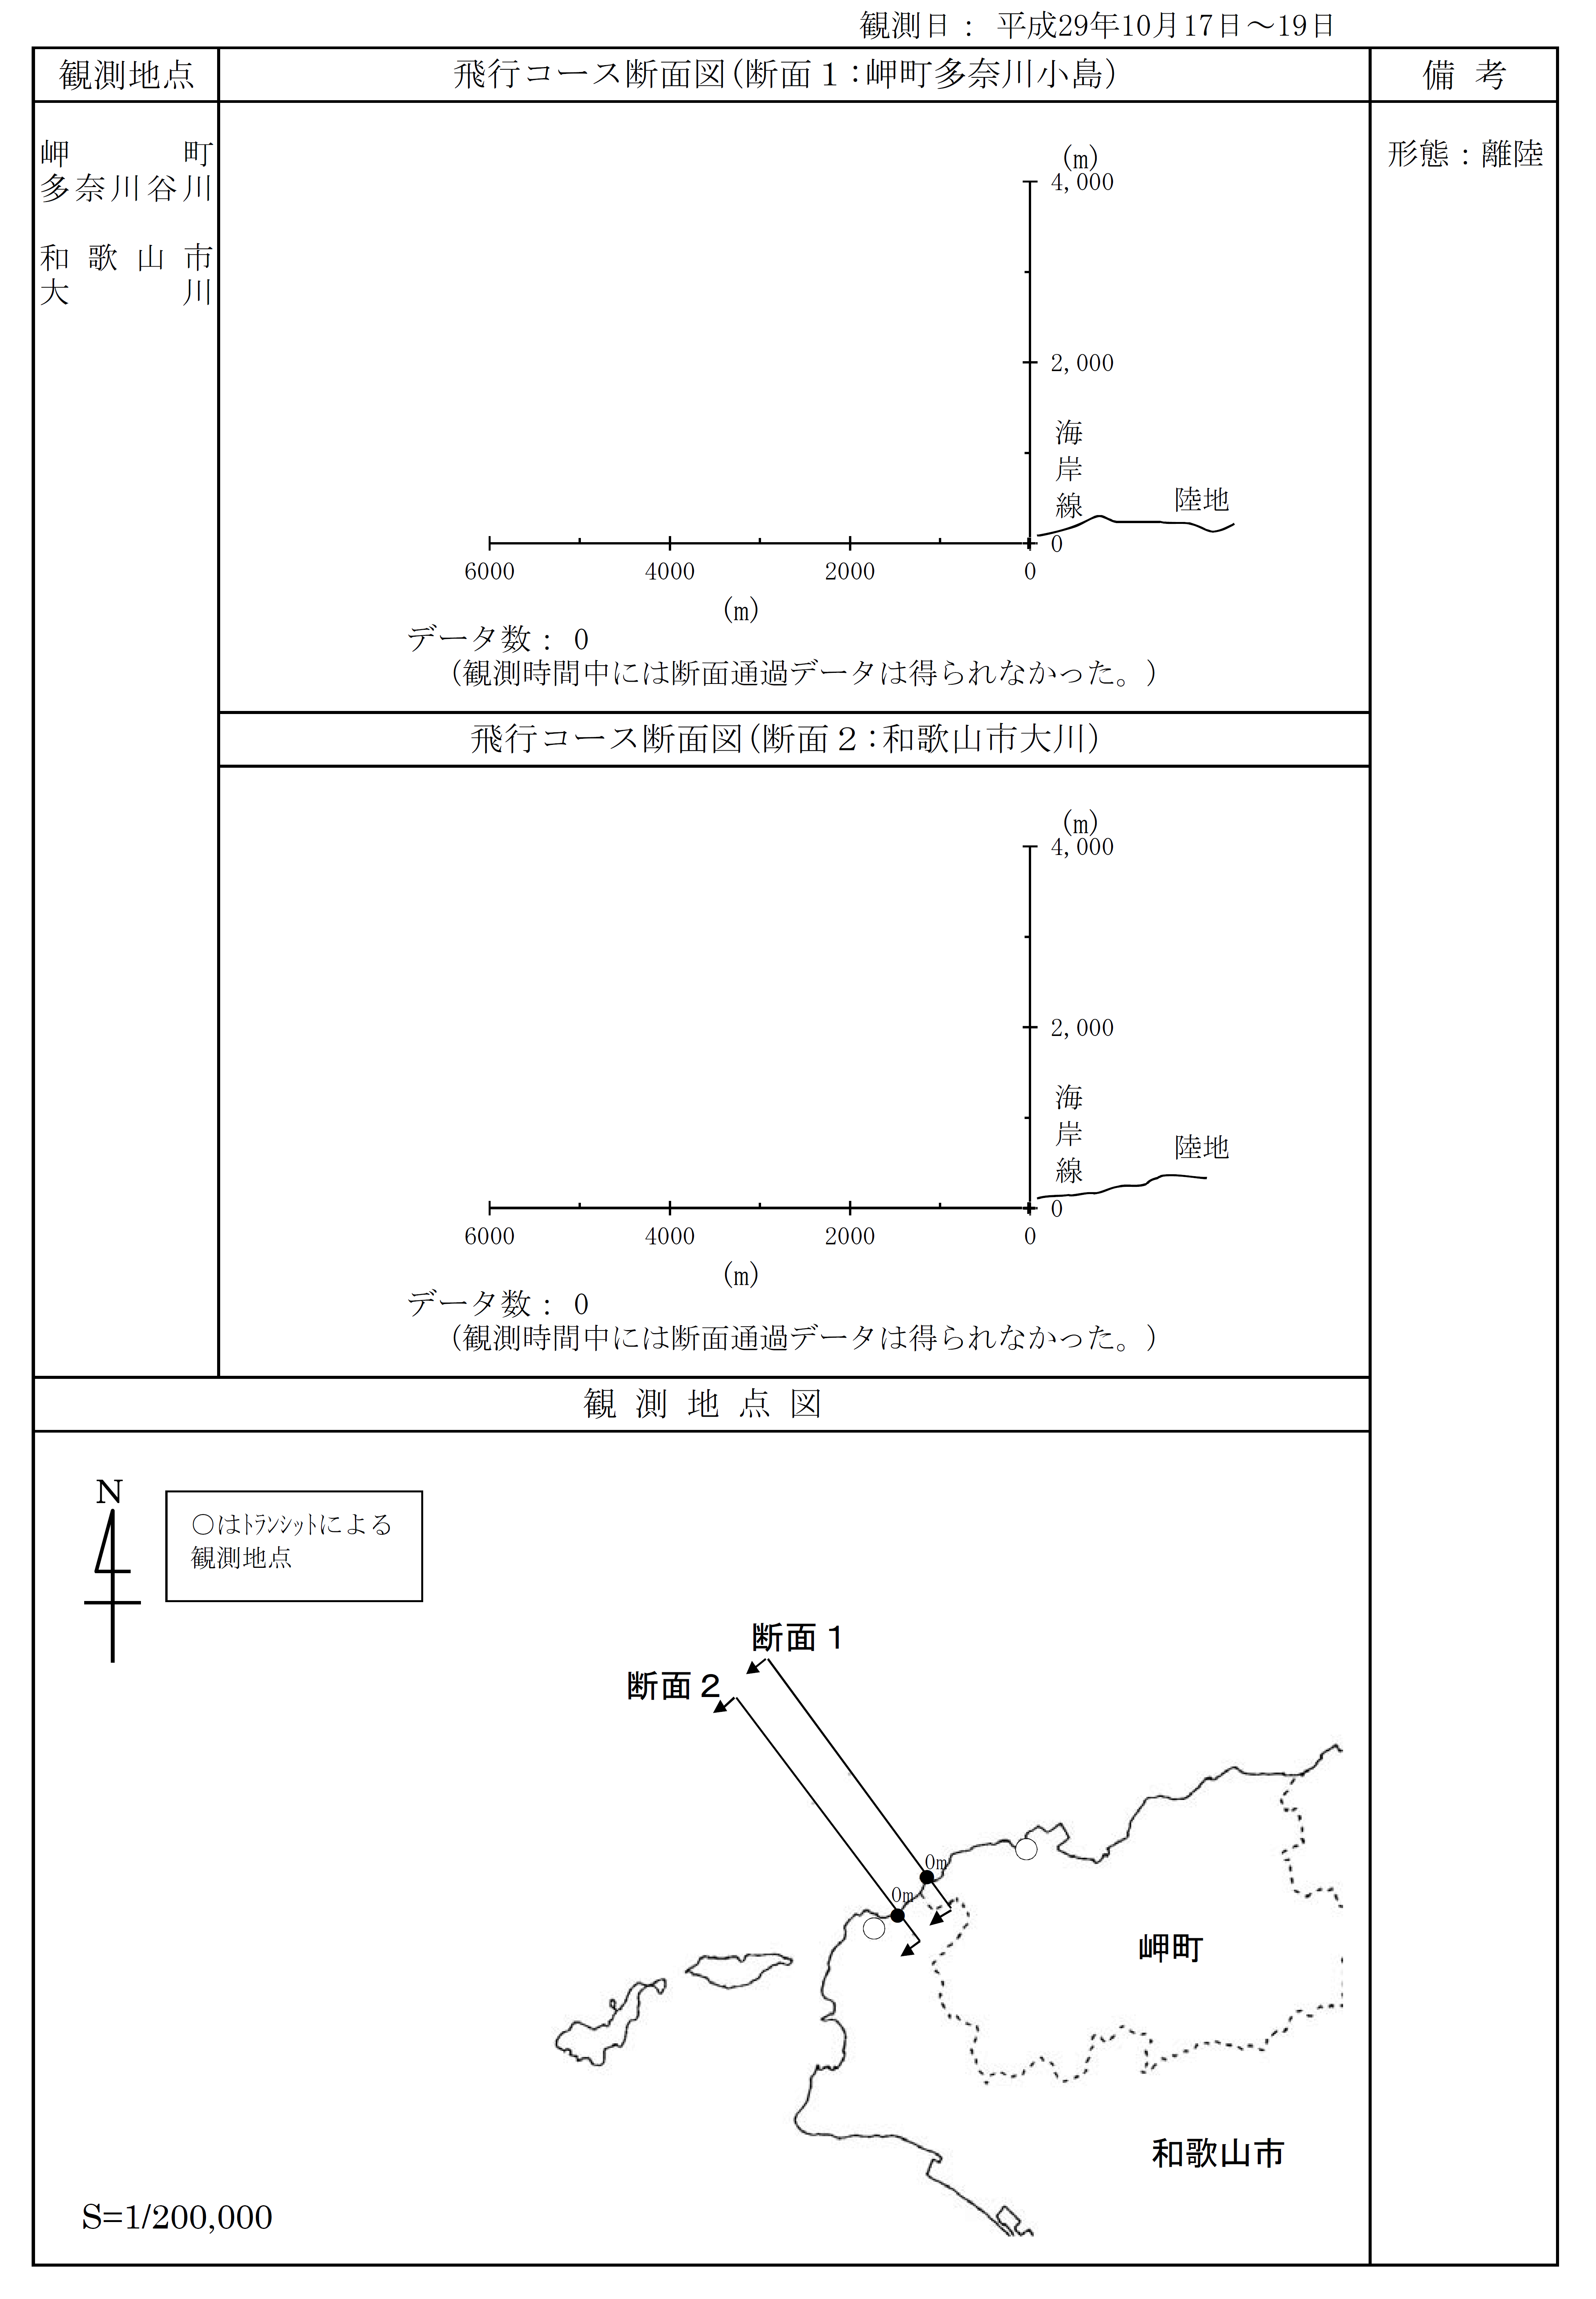 観測日： 平成29年10月17日～19日
観測地点
飛行コース断面図(断面１:岬町多奈川小島)
備 考
岬町
多奈川谷川
和歌山市
大川
形態：離陸
(m)
4,000
2,000
海岸線
陸地
0
6000 4000 2000 0
(m)
データ数： 0
（観測時間中には断面通過データは得られなかった。）
飛行コース断面図(断面２:和歌山市大川)
(m)
4,000
2,000
海岸線
陸地
0
6000 4000 2000 0
(m)
データ数： 0
（観測時間中には断面通過データは得られなかった。）
観 測 地 点 図
N
○はﾄﾗﾝｼｯﾄによる
観測地点
断面１
断面２
0m
0m
岬町
和歌山市
S=1/200,000